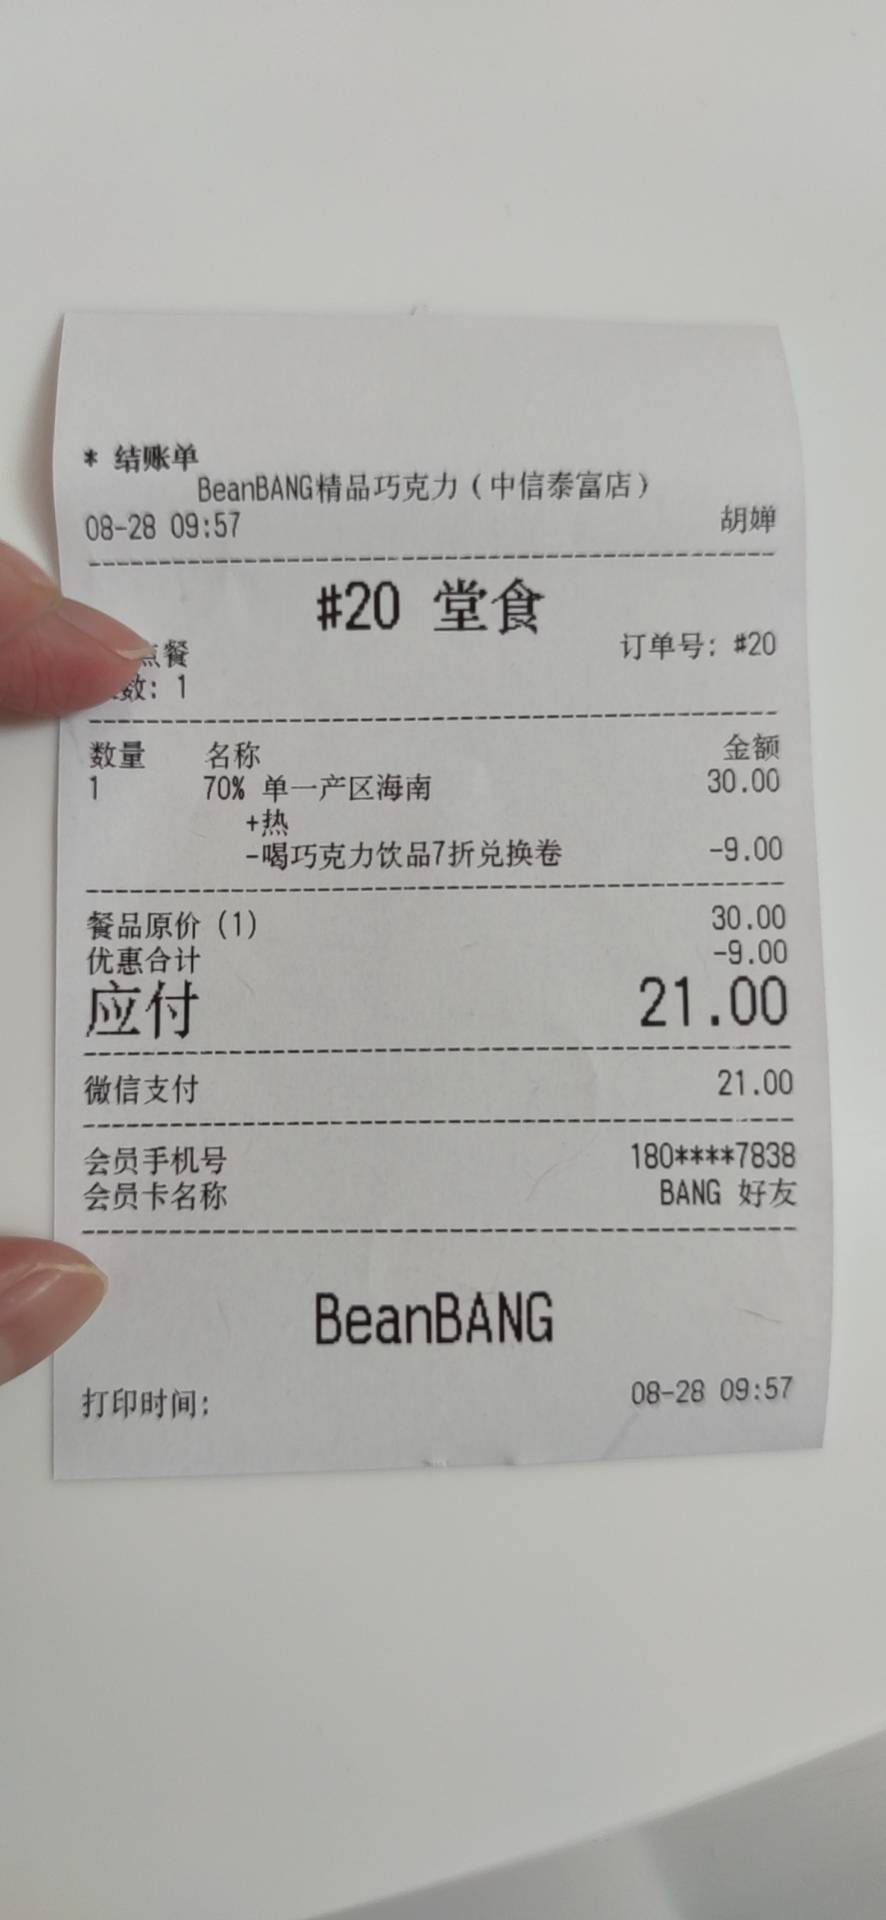 * 结账单
BeanBANG精品巧克力（中信泰富店）
08-28 09:57 胡婵
#20 堂食
点餐 订单号: #20
数: 1
数量 名称 金额
1 70% 单一产区海南 30.00
+热
-喝巧克力饮品7折兑换卷 -9.00
餐品原价 (1) 30.00
优惠合计 -9.00
应付 21.00
微信支付 21.00
会员手机号 180****7838
会员卡名称 BANG 好友
BeanBANG
打印时间: 08-28 09:57